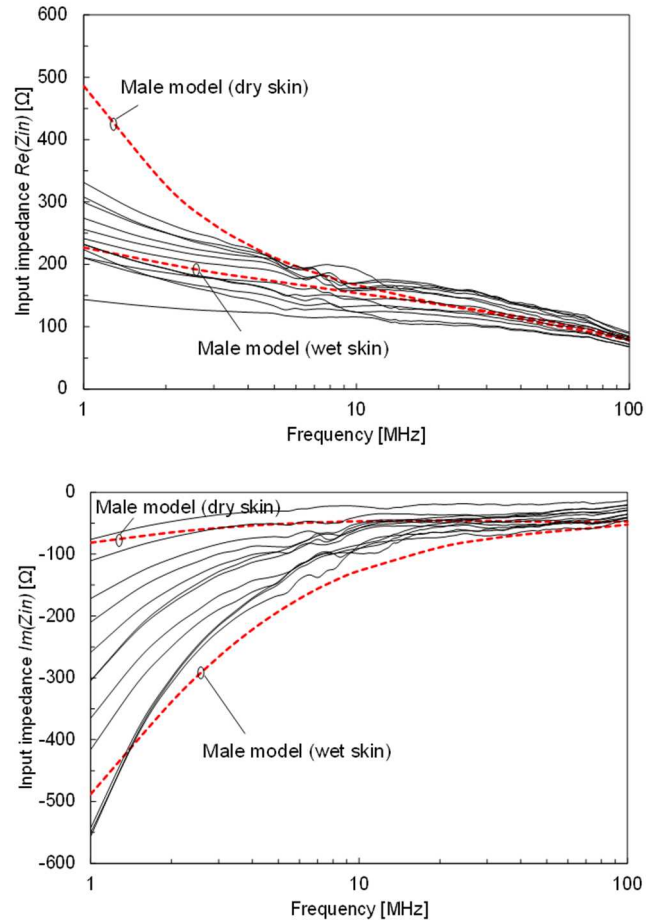 600
500
400
300
200
100
0
Input impedance Re(Zin) [Ω]
Male model (dry skin)
Male model (wet skin)
1
10
100
Frequency [MHz]
0
-100
-200
-300
-400
-500
-600
Input impedance Im(Zin) [Ω]
Male model (dry skin)
Male model (wet skin)
1
10
100
Frequency [MHz]